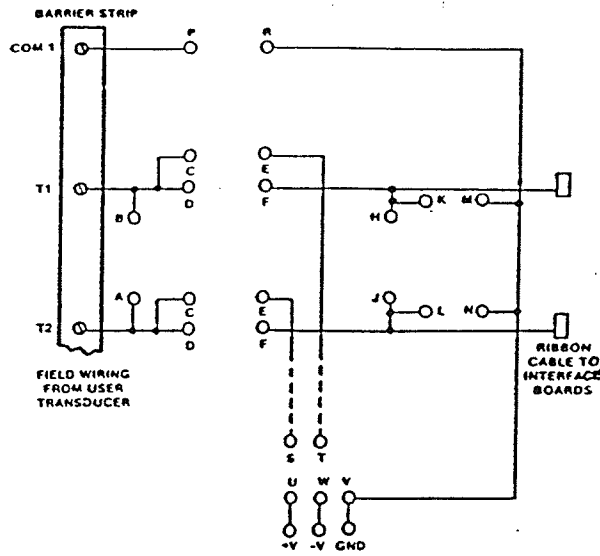 BARRIER STRIP
COM 1
P R
C E
T1
D F
K M
B H
A J
C E
L N
T2
D F
RIBBON
CABLE TO
INTERFACE
BOARDS
FIELD WIRING
FROM USER
TRANSDUCER
S T
U W V
+V -V GND